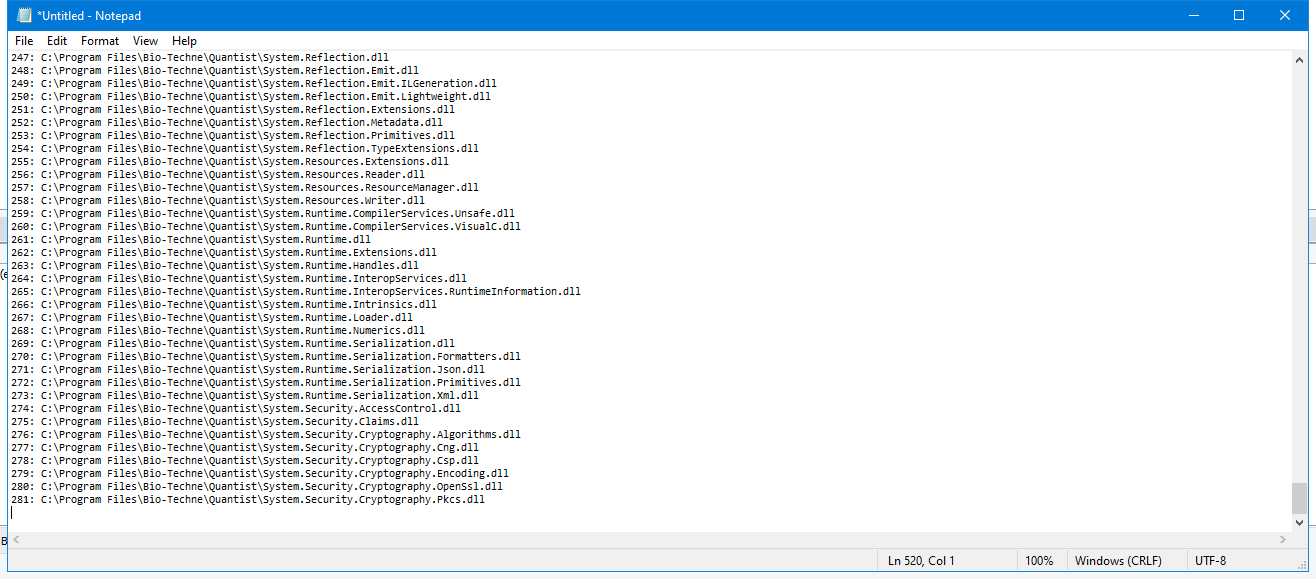 *Untitled - Notepad
File Edit Format View Help
247: C:\Program Files\Bio-Techne\Quantist\System.Reflection.dll
248: C:\Program Files\Bio-Techne\Quantist\System.Reflection.Emit.dll
249: C:\Program Files\Bio-Techne\Quantist\System.Reflection.Emit.ILGeneration.dll
250: C:\Program Files\Bio-Techne\Quantist\System.Reflection.Emit.Lightweight.dll
251: C:\Program Files\Bio-Techne\Quantist\System.Reflection.Extensions.dll
252: C:\Program Files\Bio-Techne\Quantist\System.Reflection.Metadata.dll
253: C:\Program Files\Bio-Techne\Quantist\System.Reflection.Primitives.dll
254: C:\Program Files\Bio-Techne\Quantist\System.Reflection.TypeExtensions.dll
255: C:\Program Files\Bio-Techne\Quantist\System.Resources.Extensions.dll
256: C:\Program Files\Bio-Techne\Quantist\System.Resources.Reader.dll
257: C:\Program Files\Bio-Techne\Quantist\System.Resources.ResourceManager.dll
258: C:\Program Files\Bio-Techne\Quantist\System.Resources.Writer.dll
259: C:\Program Files\Bio-Techne\Quantist\System.Runtime.CompilerServices.Unsafe.dll
260: C:\Program Files\Bio-Techne\Quantist\System.Runtime.CompilerServices.VisualC.dll
261: C:\Program Files\Bio-Techne\Quantist\System.Runtime.dll
262: C:\Program Files\Bio-Techne\Quantist\System.Runtime.Extensions.dll
263: C:\Program Files\Bio-Techne\Quantist\System.Runtime.Handles.dll
264: C:\Program Files\Bio-Techne\Quantist\System.Runtime.InteropServices.dll
265: C:\Program Files\Bio-Techne\Quantist\System.Runtime.InteropServices.RuntimeInformation.dll
266: C:\Program Files\Bio-Techne\Quantist\System.Runtime.Intrinsics.dll
267: C:\Program Files\Bio-Techne\Quantist\System.Runtime.Loader.dll
268: C:\Program Files\Bio-Techne\Quantist\System.Runtime.Numerics.dll
269: C:\Program Files\Bio-Techne\Quantist\System.Runtime.Serialization.dll
270: C:\Program Files\Bio-Techne\Quantist\System.Runtime.Serialization.Formatters.dll
271: C:\Program Files\Bio-Techne\Quantist\System.Runtime.Serialization.Json.dll
272: C:\Program Files\Bio-Techne\Quantist\System.Runtime.Serialization.Primitives.dll
273: C:\Program Files\Bio-Techne\Quantist\System.Runtime.Serialization.Xml.dll
274: C:\Program Files\Bio-Techne\Quantist\System.Security.AccessControl.dll
275: C:\Program Files\Bio-Techne\Quantist\System.Security.Claims.dll
276: C:\Program Files\Bio-Techne\Quantist\System.Security.Cryptography.Algorithms.dll
277: C:\Program Files\Bio-Techne\Quantist\System.Security.Cryptography.Cng.dll
278: C:\Program Files\Bio-Techne\Quantist\System.Security.Cryptography.Csp.dll
279: C:\Program Files\Bio-Techne\Quantist\System.Security.Cryptography.Encoding.dll
280: C:\Program Files\Bio-Techne\Quantist\System.Security.Cryptography.OpenSsl.dll
281: C:\Program Files\Bio-Techne\Quantist\System.Security.Cryptography.Pkcs.dll
Ln 520, Col 1 100% Windows (CRLF) UTF-8